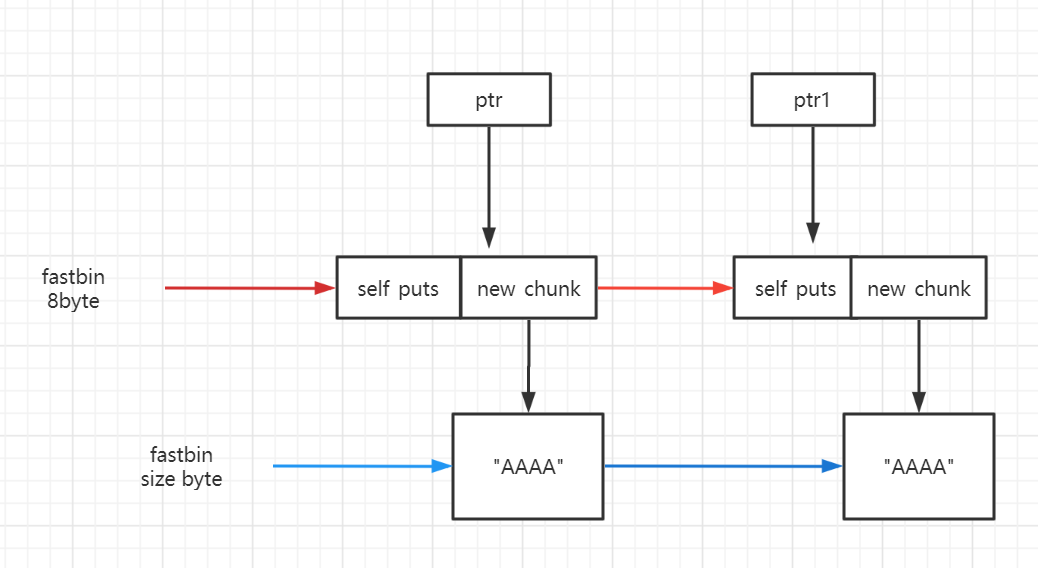 ptr
ptr1
fastbin
8byte
self puts
new chunk
self puts
new chunk
fastbin
size byte
"AAAA"
"AAAA"